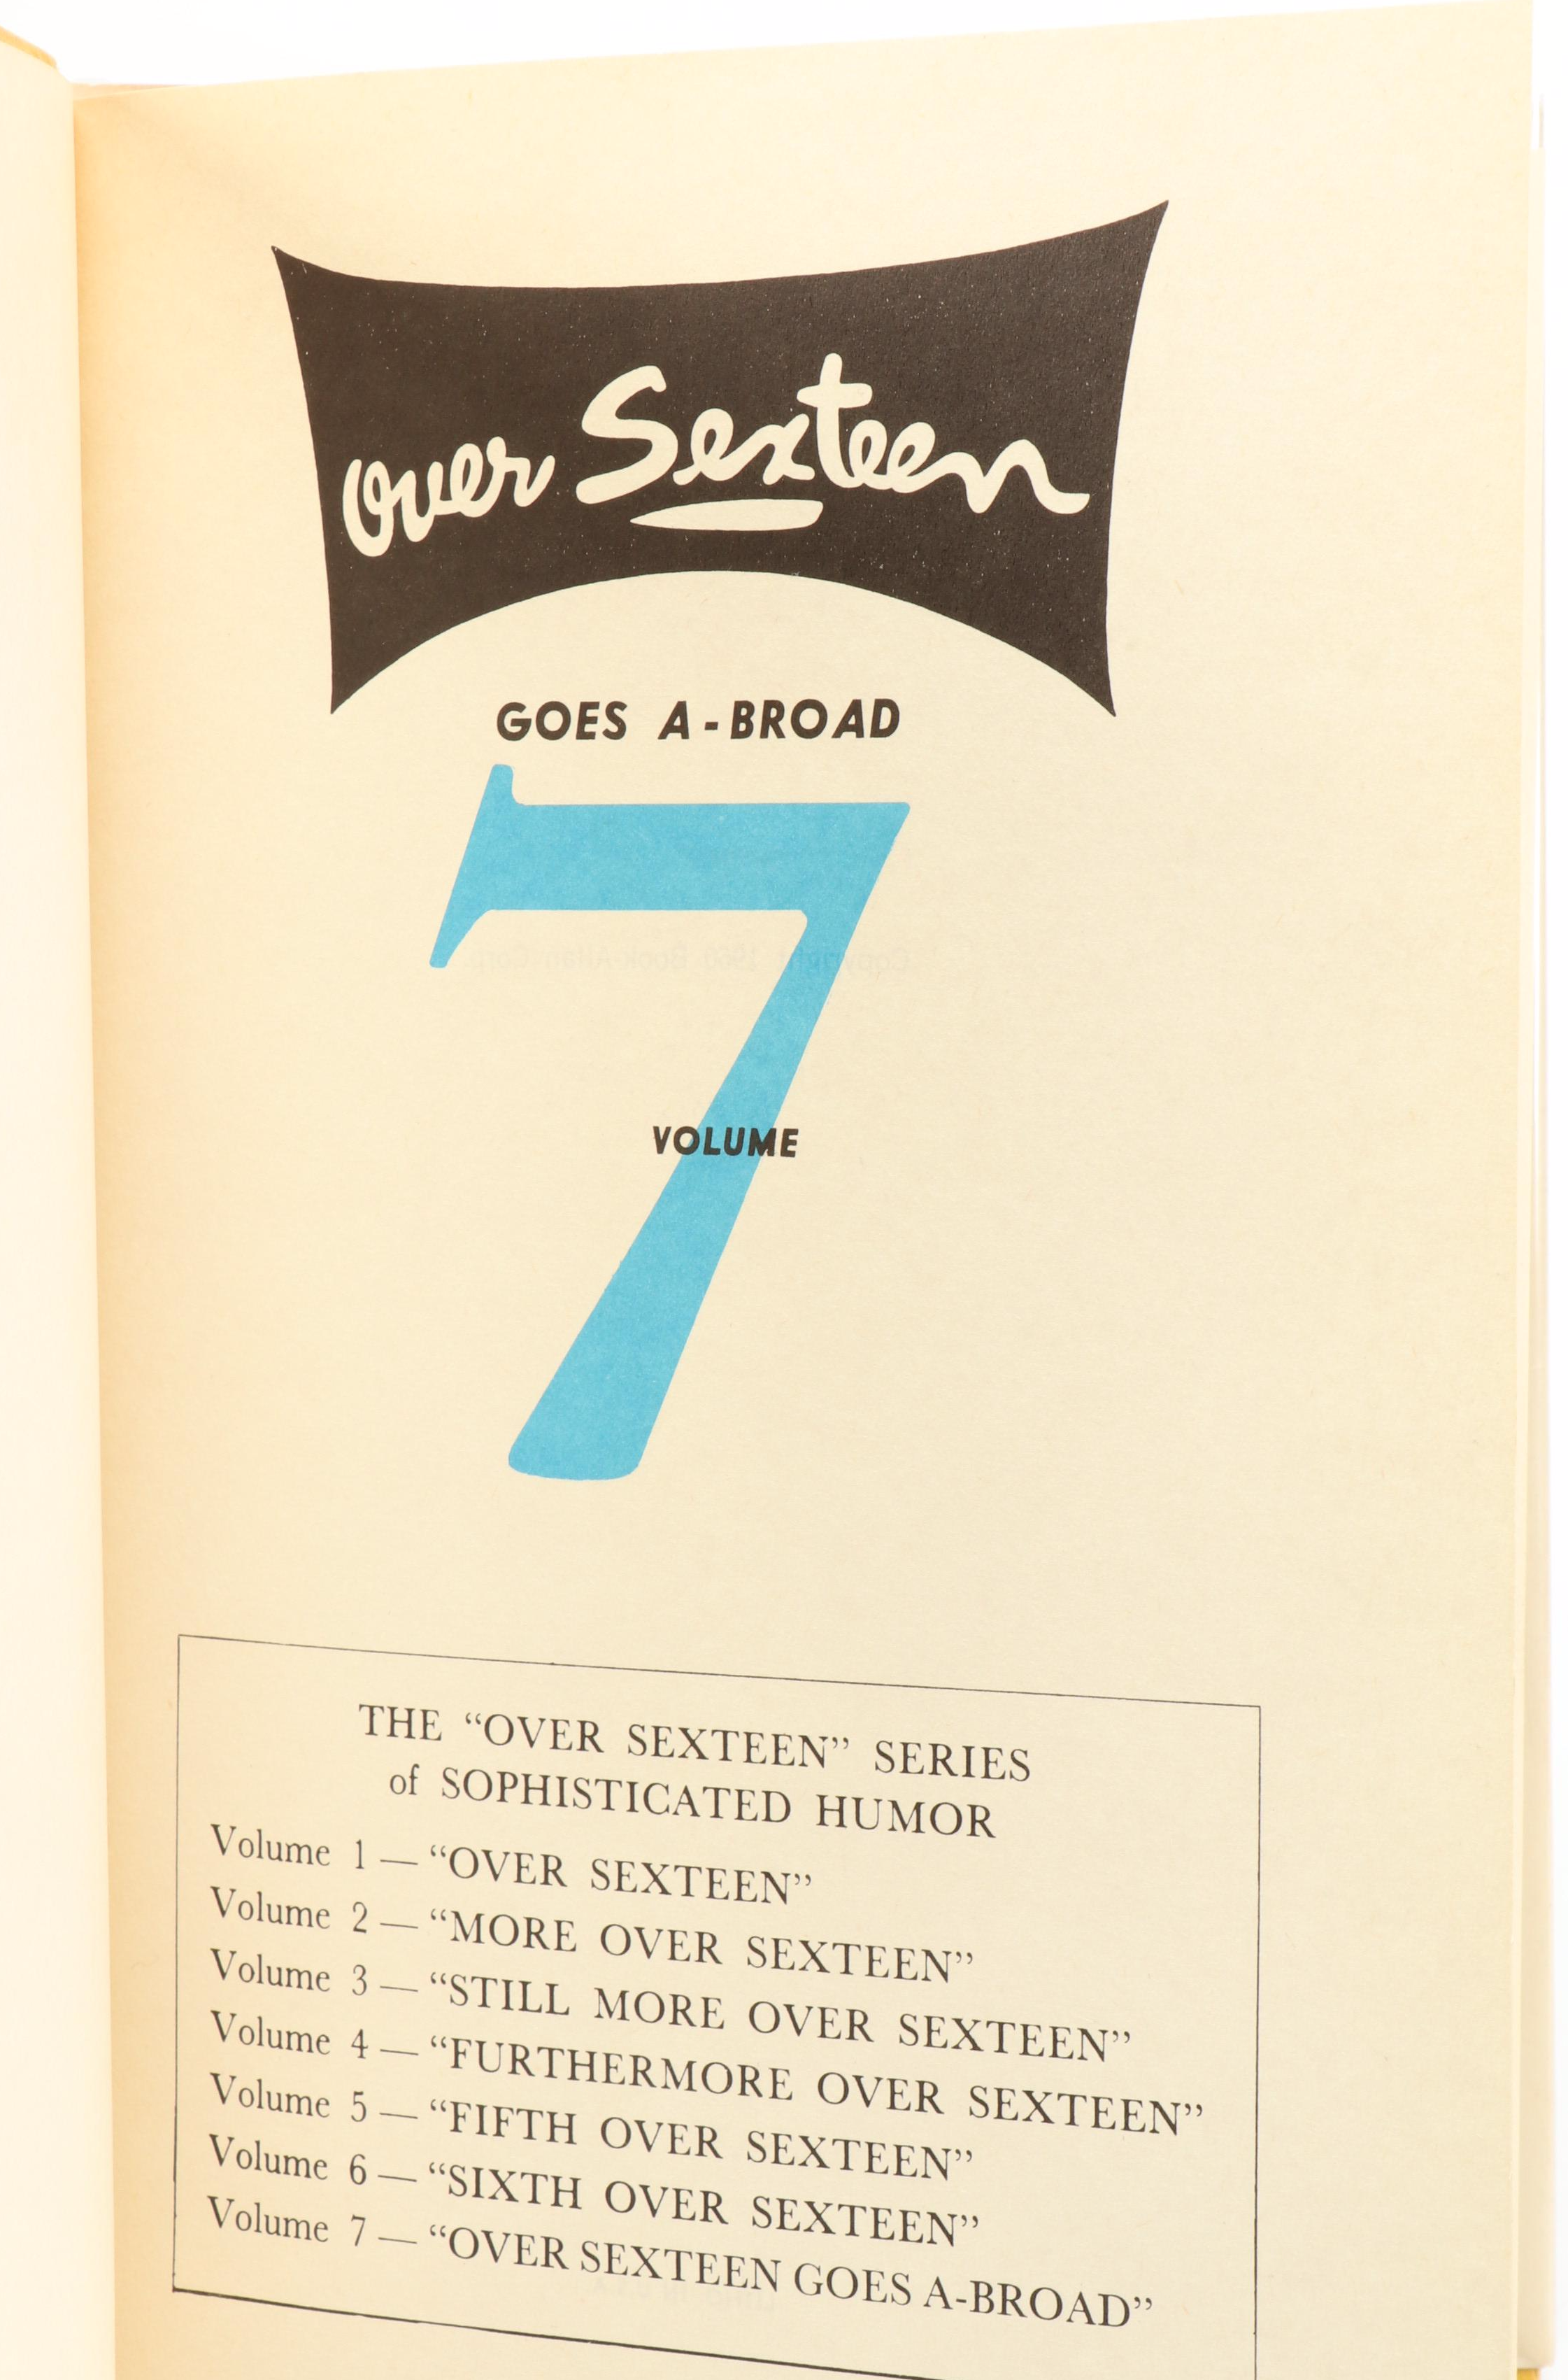 Over Sexteen
GOES A-BROAD
7
VOLUME
THE “OVER SEXTEEN” SERIES
of SOPHISTICATED HUMOR
Volume 1 — “OVER SEXTEEN”
Volume 2 — “MORE OVER SEXTEEN”
Volume 3 — “STILL MORE OVER SEXTEEN”
Volume 4 — “FURTHERMORE OVER SEXTEEN”
Volume 5 — “FIFTH OVER SEXTEEN”
Volume 6 — “SIXTH OVER SEXTEEN”
Volume 7 — “OVER SEXTEEN GOES A-BROAD”